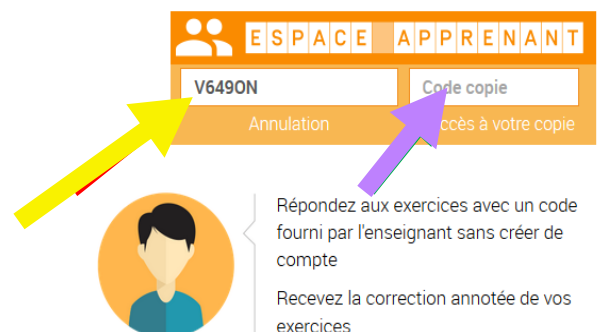 ESPACE APPRENANT
V649ON Code copie
Annulation ccès à votre copie
Répondez aux exercices avec un code
fourni par l'enseignant sans créer de
compte
Recevez la correction annotée de vos
exercices